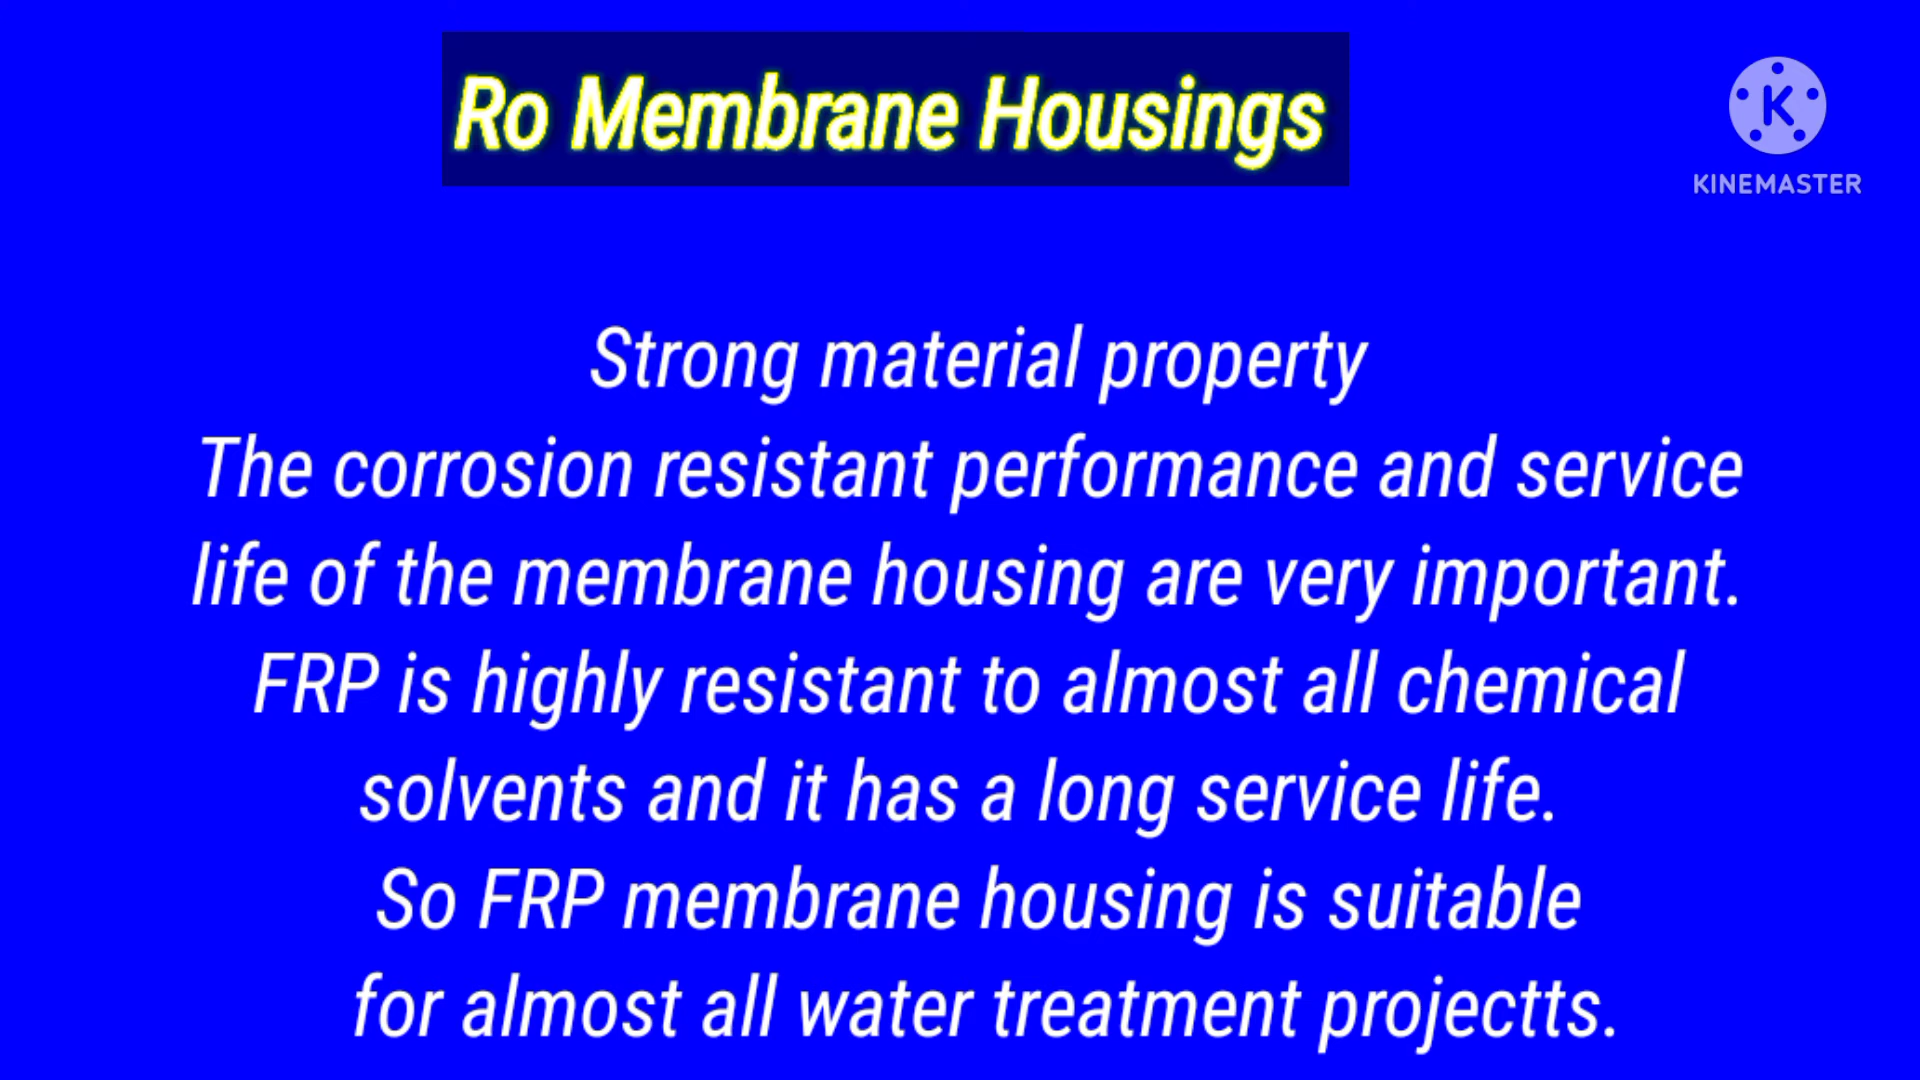 Ro Membrane Housings
K
KINEMASTER
Strong material property
The corrosion resistant performance and service
life of the membrane housing are very important.
FRP is highly resistant to almost all chemical
solvents and it has a long service life.
So FRP membrane housing is suitable
for almost all water treatment projectts.